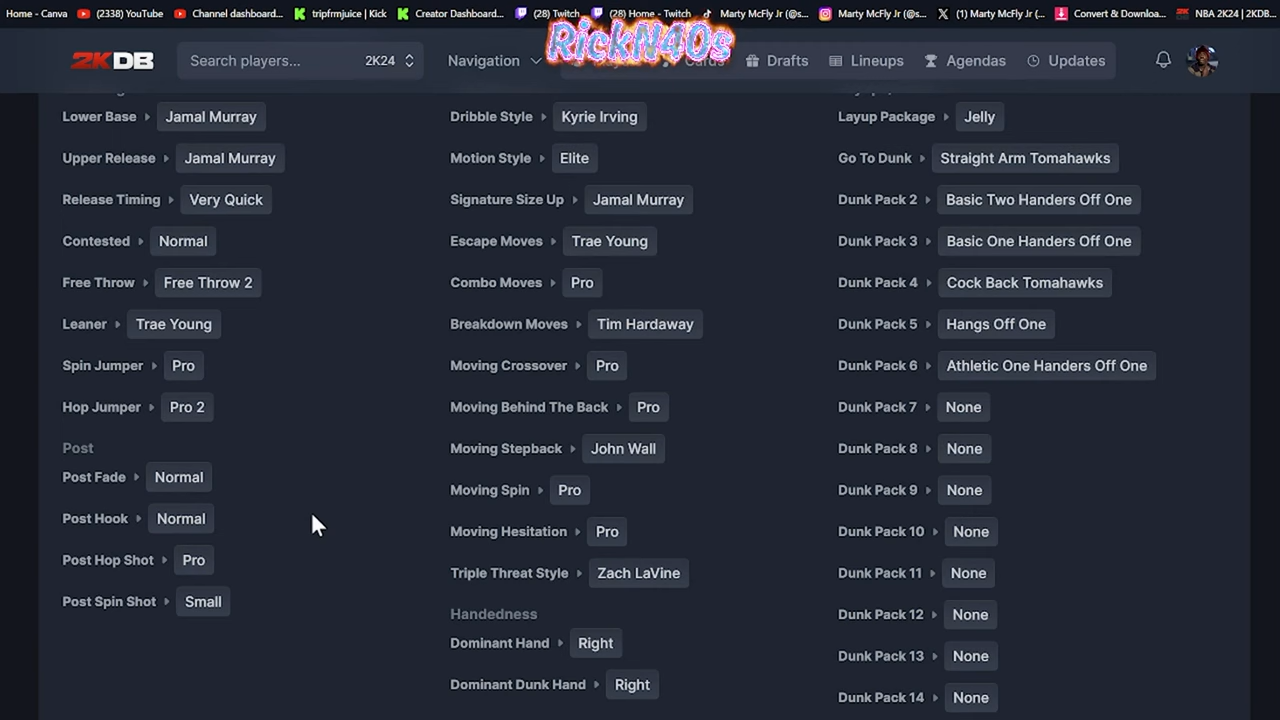 Home - Canva (2338) YouTube Channel dashboard... tripfrmjuice | Kick Creator Dashboard... (28) Twitch (28) Home - Twitch Marty McFly Jr (@s... Marty McFly Jr (@s... (1) Marty McFly Jr (... Convert & Downloa... NBA 2K24 | 2KDB...
RickN40s
2KDB Search players... 2K24 Navigation Cards Drafts Lineups Agendas Updates
Lower Base Jamal Murray
Upper Release Jamal Murray
Release Timing Very Quick
Contested Normal
Free Throw Free Throw 2
Leaner Trae Young
Spin Jumper Pro
Hop Jumper Pro 2
Post
Post Fade Normal
Post Hook Normal
Post Hop Shot Pro
Post Spin Shot Small
Dribble Style Kyrie Irving
Motion Style Elite
Signature Size Up Jamal Murray
Escape Moves Trae Young
Combo Moves Pro
Breakdown Moves Tim Hardaway
Moving Crossover Pro
Moving Behind The Back Pro
Moving Stepback John Wall
Moving Spin Pro
Moving Hesitation Pro
Triple Threat Style Zach LaVine
Handedness
Dominant Hand Right
Dominant Dunk Hand Right
Layup Package Jelly
Go To Dunk Straight Arm Tomahawks
Dunk Pack 2 Basic Two Handers Off One
Dunk Pack 3 Basic One Handers Off One
Dunk Pack 4 Cock Back Tomahawks
Dunk Pack 5 Hangs Off One
Dunk Pack 6 Athletic One Handers Off One
Dunk Pack 7 None
Dunk Pack 8 None
Dunk Pack 9 None
Dunk Pack 10 None
Dunk Pack 11 None
Dunk Pack 12 None
Dunk Pack 13 None
Dunk Pack 14 None